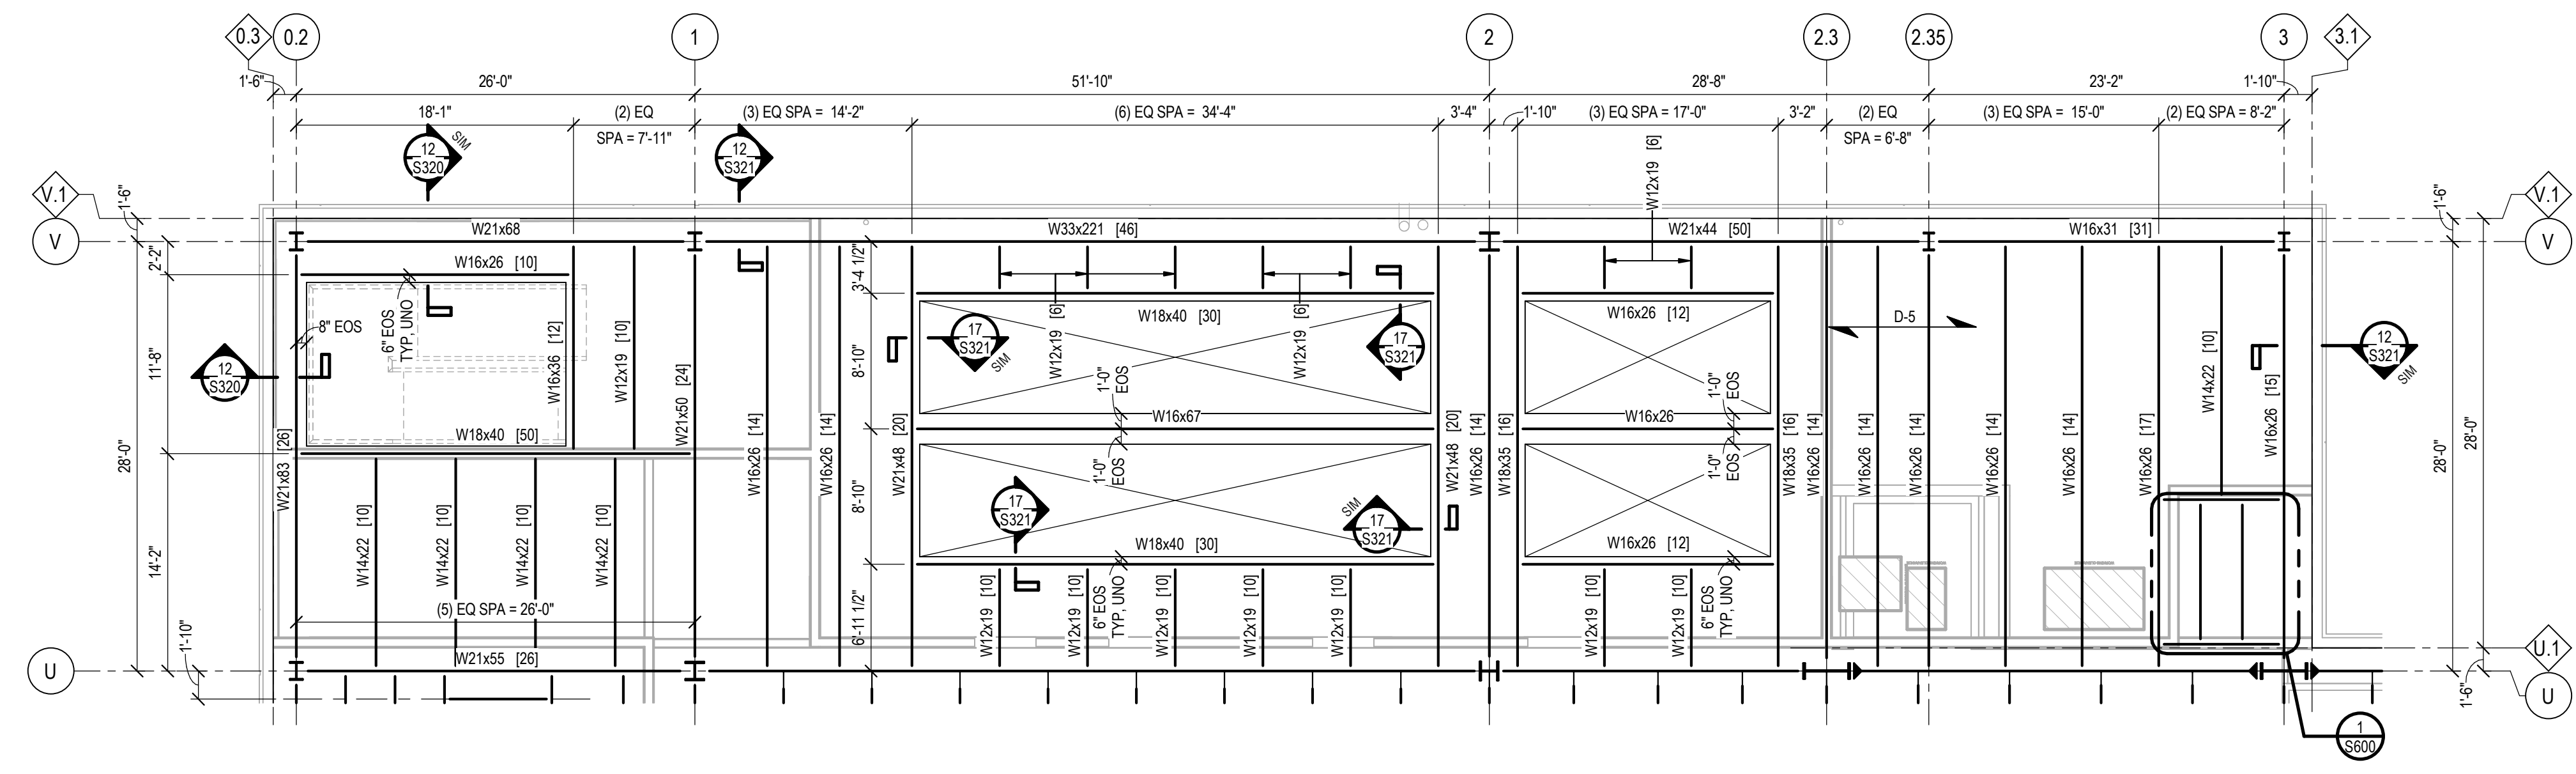 0.3
0.2
1
2
2.3
2.35
3
3.1
1'-6"
26'-0"
51'-10"
28'-8"
23'-2"
1'-10"
18'-1"
(2) EQ
SPA = 7'-11"
(3) EQ SPA = 14'-2"
(6) EQ SPA = 34'-4"
3'-4"
1'-10"
(3) EQ SPA = 17'-0"
3'-2"
(2) EQ
SPA = 6'-8"
(3) EQ SPA = 15'-0"
(2) EQ SPA = 8'-2"
12
S320
SIM
12
S321
W12x19 [6]
V.1
1'-6"
V
1'-6"
V.1
V
W21x68
W33x221 [46]
W21x44 [50]
W16x31 [31]
2'-2"
W16x26 [10]
3'-4 1/2"
8" EOS
6" EOS
TYP, UNO
W16x36 [12]
W12x19 [10]
W21x50 [24]
W18x40 [30]
W12x19 [6]
W12x19 [6]
17
S321
SIM
17
S321
W16x26 [12]
D-5
W14x22 [10]
W16x26 [15]
12
S321
SIM
12
S320
11'-8"
8'-10"
1'-0"
EOS
1'-0"
EOS
W16x67
W16x26
28'-0"
W21x83 [26]
W18x40 [50]
W16x26 [14]
W16x26 [14]
W21x48 [20]
1'-0"
EOS
W21x48 [20]
W16x26 [14]
W18x35 [16]
1'-0"
EOS
W18x35 [16]
W16x26 [14]
W16x26 [14]
W16x26 [14]
W16x26 [14]
W16x26 [14]
W16x26 [17]
28'-0"
28'-0"
14'-2"
W14x22 [10]
W14x22 [10]
W14x22 [10]
W14x22 [10]
8'-10"
17
S321
SIM
17
S321
W18x40 [30]
W16x26 [12]
(5) EQ SPA = 26'-0"
6'-11 1/2"
W12x19 [10]
W12x19 [10]
6" EOS
TYP, UNO
W12x19 [10]
W12x19 [10]
W12x19 [10]
W12x19 [10]
W12x19 [10]
6" EOS
TYP, UNO
1'-10"
W21x55 [26]
U
U.1
U
1'-6"
1
S600